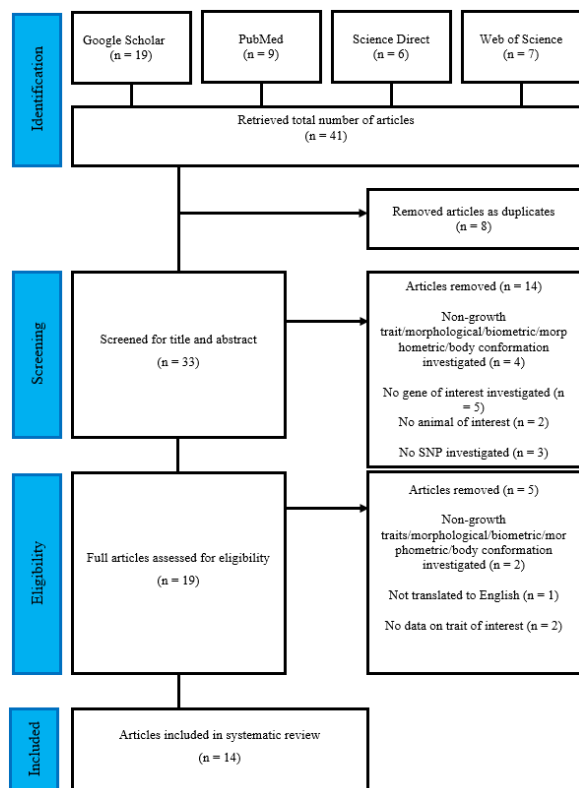 Identification
Google Scholar
(n = 19)
PubMed
(n = 9)
Science Direct
(n = 6)
Web of Science
(n = 7)
Retrieved total number of articles
(n = 41)
Removed articles as duplicates
(n = 8)
Screening
Screened for title and abstract
(n = 33)
Articles removed (n = 14)
Non-growth
trait/morphological/biometric/morp
hometric/body conformation
investigated (n = 4)
No gene of interest investigated (n
= 5)
No animal of interest (n = 2)
No SNP investigated (n = 3)
Eligibility
Full articles assessed for eligibility
(n = 19)
Articles removed (n = 5)
Non-growth
traits/morphological/biometric/mor
phometric/body conformation
investigated (n = 2)
Not translated to English (n = 1)
No data on trait of interest (n = 2)
Included
Articles included in systematic review
(n = 14)